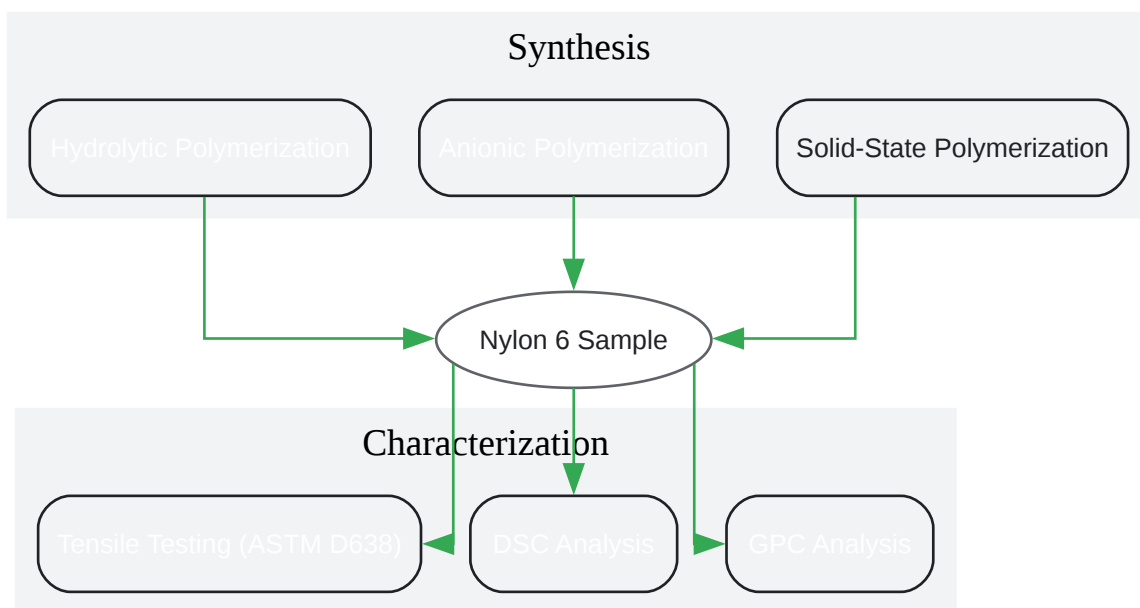 Synthesis
Hydrolytic Polymerization
Anionic Polymerization
Solid-State Polymerization
Nylon 6 Sample
Characterization
Tensile Testing (ASTM D638)
DSC Analysis
GPC Analysis